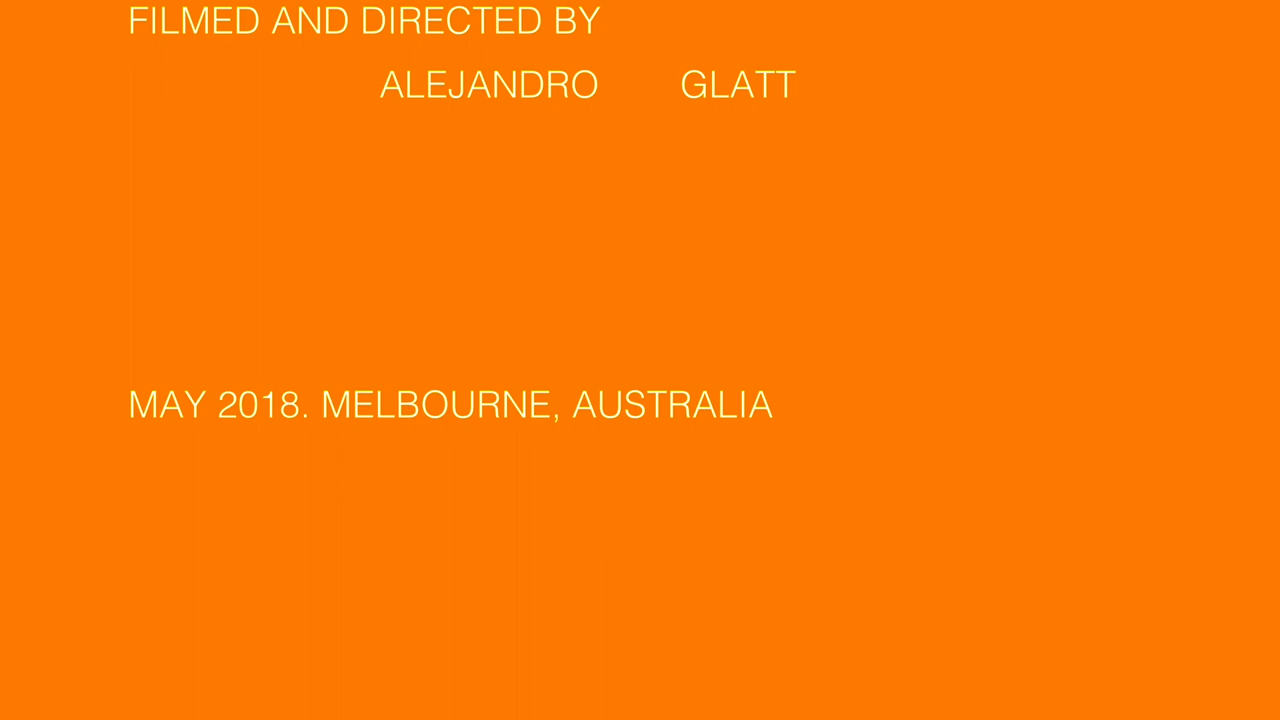 FILMED AND DIRECTED BY
ALEJANDRO GLATT
MAY 2018. MELBOURNE, AUSTRALIA